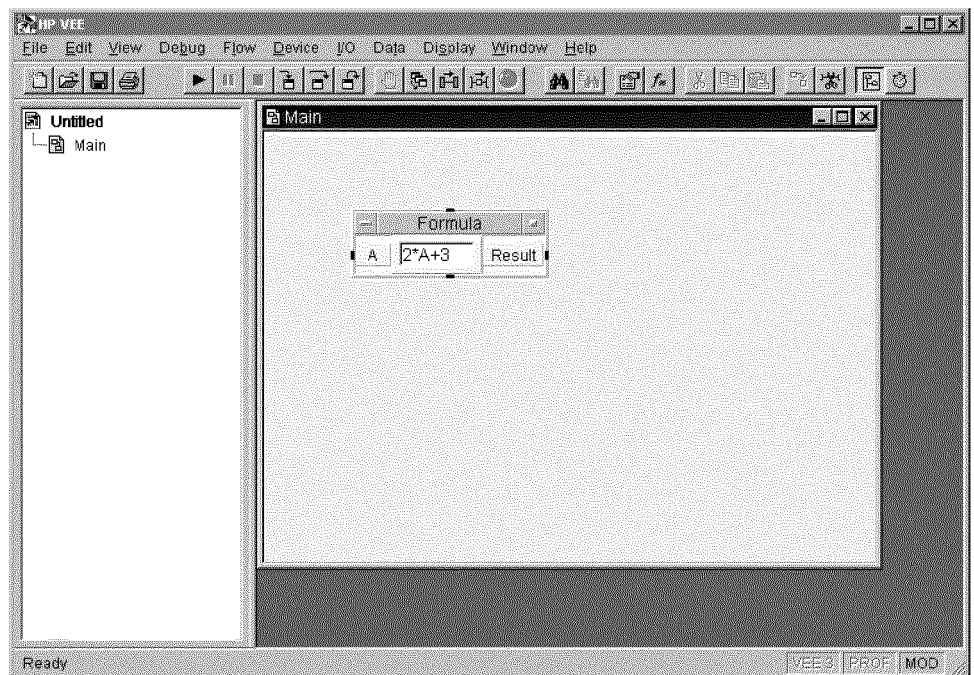 HP VEE
File Edit View Debug Flow Device I/O Data Display Window Help
Untitled
Main
Main
Formula
A 2*A+3 Result
Ready VEE 3 PROF MOD